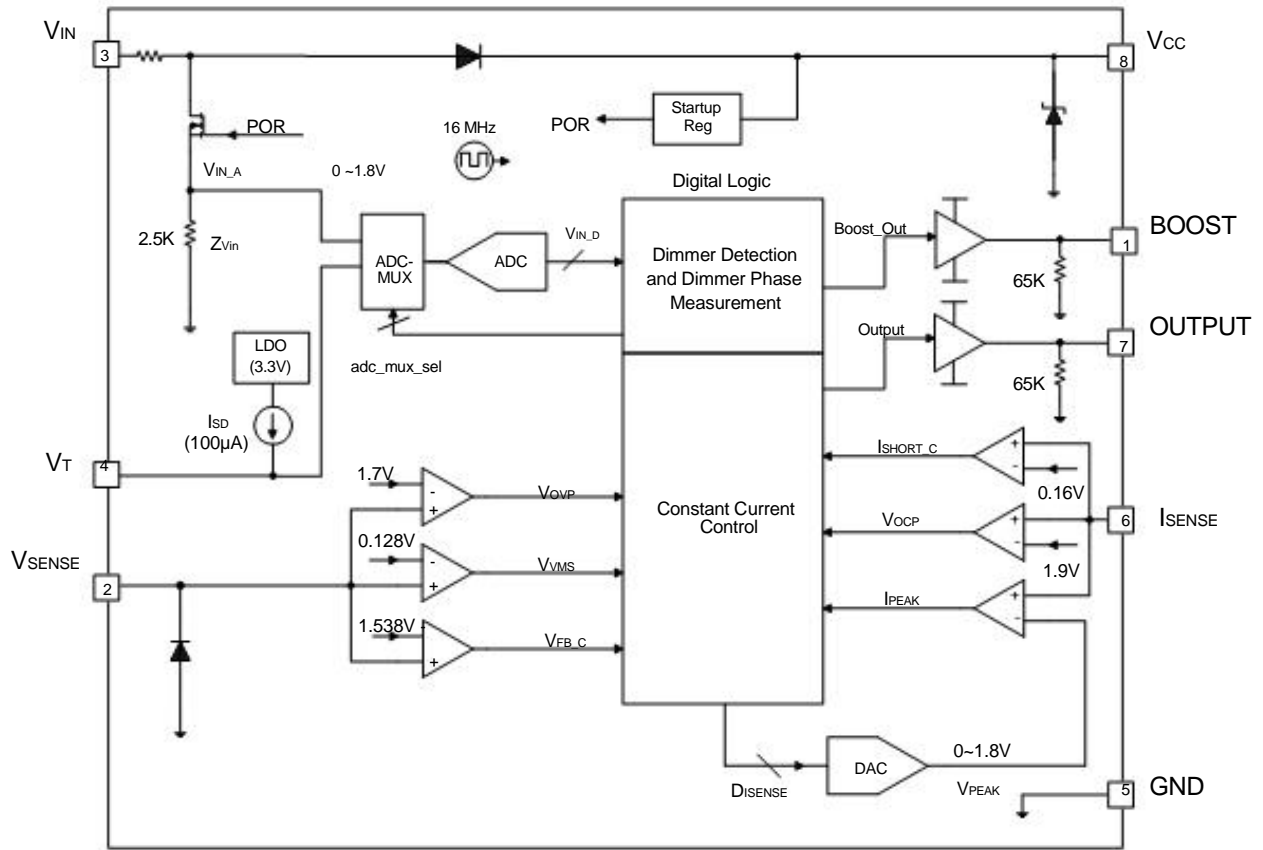 VIN
3
VCC
8
POR
16 MHz
POR
Startup
Reg
VIN_A
0 ~1.8V
Digital Logic
2.5K
ZVin
ADC-
MUX
ADC
VIN_D
Dimmer Detection
and Dimmer Phase
Measurement
Boost_Out
BOOST
1
65K
Output
OUTPUT
7
65K
LDO
(3.3V)
adc_mux_sel
ISD
(100µA)
VT
4
1.7V
-
+
VOVP
0.128V
-
+
VVMS
1.538V
-
+
VFB_C
VSENSE
2
Constant Current
Control
ISHORT_C
+
-
0.16V
VOCP
+
-
1.9V
ISENSE
6
IPEAK
+
-
DISENSE
DAC
0~1.8V
VPEAK
GND
5